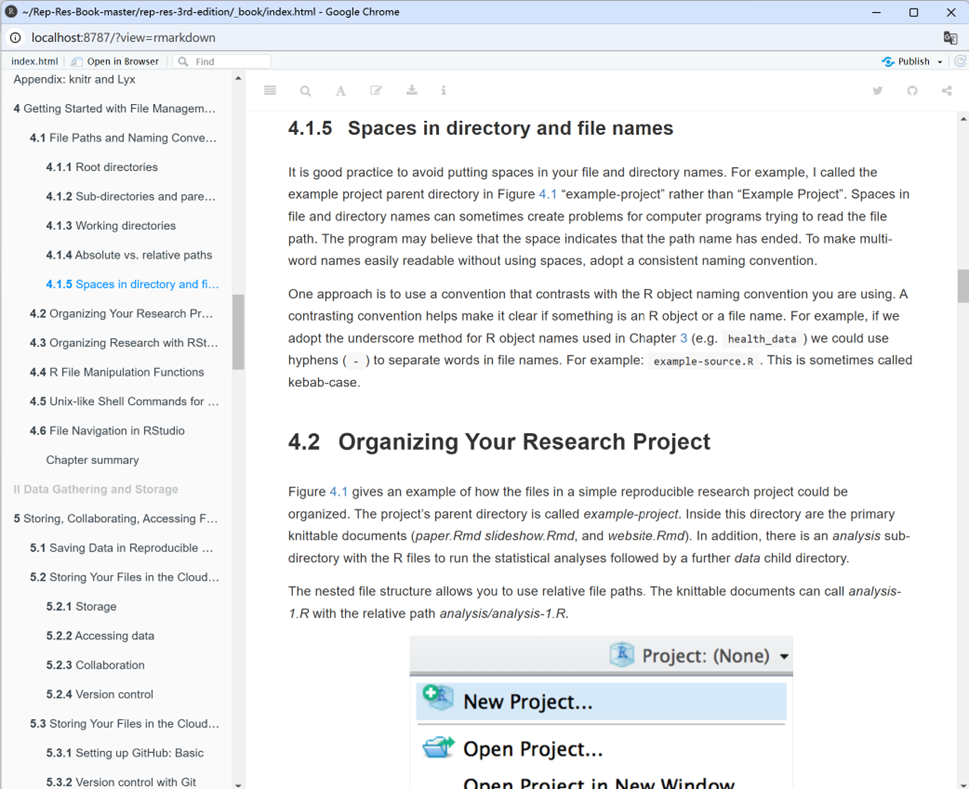 ~/Rep-Res-Book-master/rep-res-3rd-edition/_book/index.html - Google Chrome
localhost:8787/?view=rmarkdown
index.html
Open in Browser
Find
Publish
Appendix: knitr and Lyx
4 Getting Started with File Managem…
4.1 File Paths and Naming Conve…
4.1.1 Root directories
4.1.2 Sub-directories and pare…
4.1.3 Working directories
4.1.4 Absolute vs. relative paths
4.1.5 Spaces in directory and fi…
4.2 Organizing Your Research Pr…
4.3 Organizing Research with RSt…
4.4 R File Manipulation Functions
4.5 Unix-like Shell Commands for …
4.6 File Navigation in RStudio
Chapter summary
II Data Gathering and Storage
5 Storing, Collaborating, Accessing F…
5.1 Saving Data in Reproducible …
5.2 Storing Your Files in the Cloud…
5.2.1 Storage
5.2.2 Accessing data
5.2.3 Collaboration
5.2.4 Version control
5.3 Storing Your Files in the Cloud…
5.3.1 Setting up GitHub: Basic
5.3.2 Version control with Git
4.1.5 Spaces in directory and file names
It is good practice to avoid putting spaces in your file and directory names. For example, I called the
example project parent directory in Figure 4.1 “example-project” rather than “Example Project”. Spaces in
file and directory names can sometimes create problems for computer programs trying to read the file
path. The program may believe that the space indicates that the path name has ended. To make multi-
word names easily readable without using spaces, adopt a consistent naming convention.
One approach is to use a convention that contrasts with the R object naming convention you are using. A
contrasting convention helps make it clear if something is an R object or a file name. For example, if we
adopt the underscore method for R object names used in Chapter 3 (e.g. health_data ) we could use
hyphens ( - ) to separate words in file names. For example: example-source.R . This is sometimes called
kebab-case.
4.2 Organizing Your Research Project
Figure 4.1 gives an example of how the files in a simple reproducible research project could be
organized. The project’s parent directory is called example-project. Inside this directory are the primary
knittable documents (paper.Rmd slideshow.Rmd, and website.Rmd). In addition, there is an analysis sub-
directory with the R files to run the statistical analyses followed by a further data child directory.
The nested file structure allows you to use relative file paths. The knittable documents can call analysis-
1.R with the relative path analysis/analysis-1.R.
Project: (None)
New Project...
Open Project...
Open Project in New Window